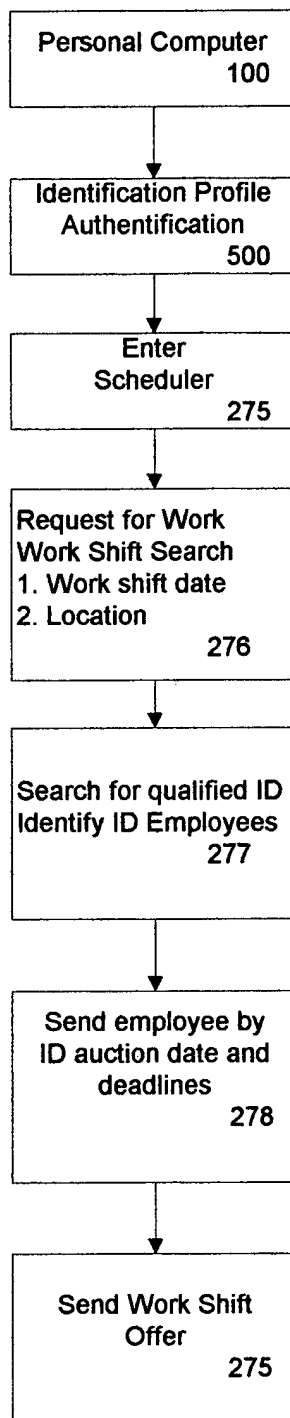 Personal Computer
100
Identification Profile
Authentification
500
Enter
Scheduler
275
Request for Work
Work Shift Search
1. Work shift date
2. Location
276
Search for qualified ID
Identify ID Employees
277
Send employee by
ID auction date and
deadlines
278
Send Work Shift
Offer
275